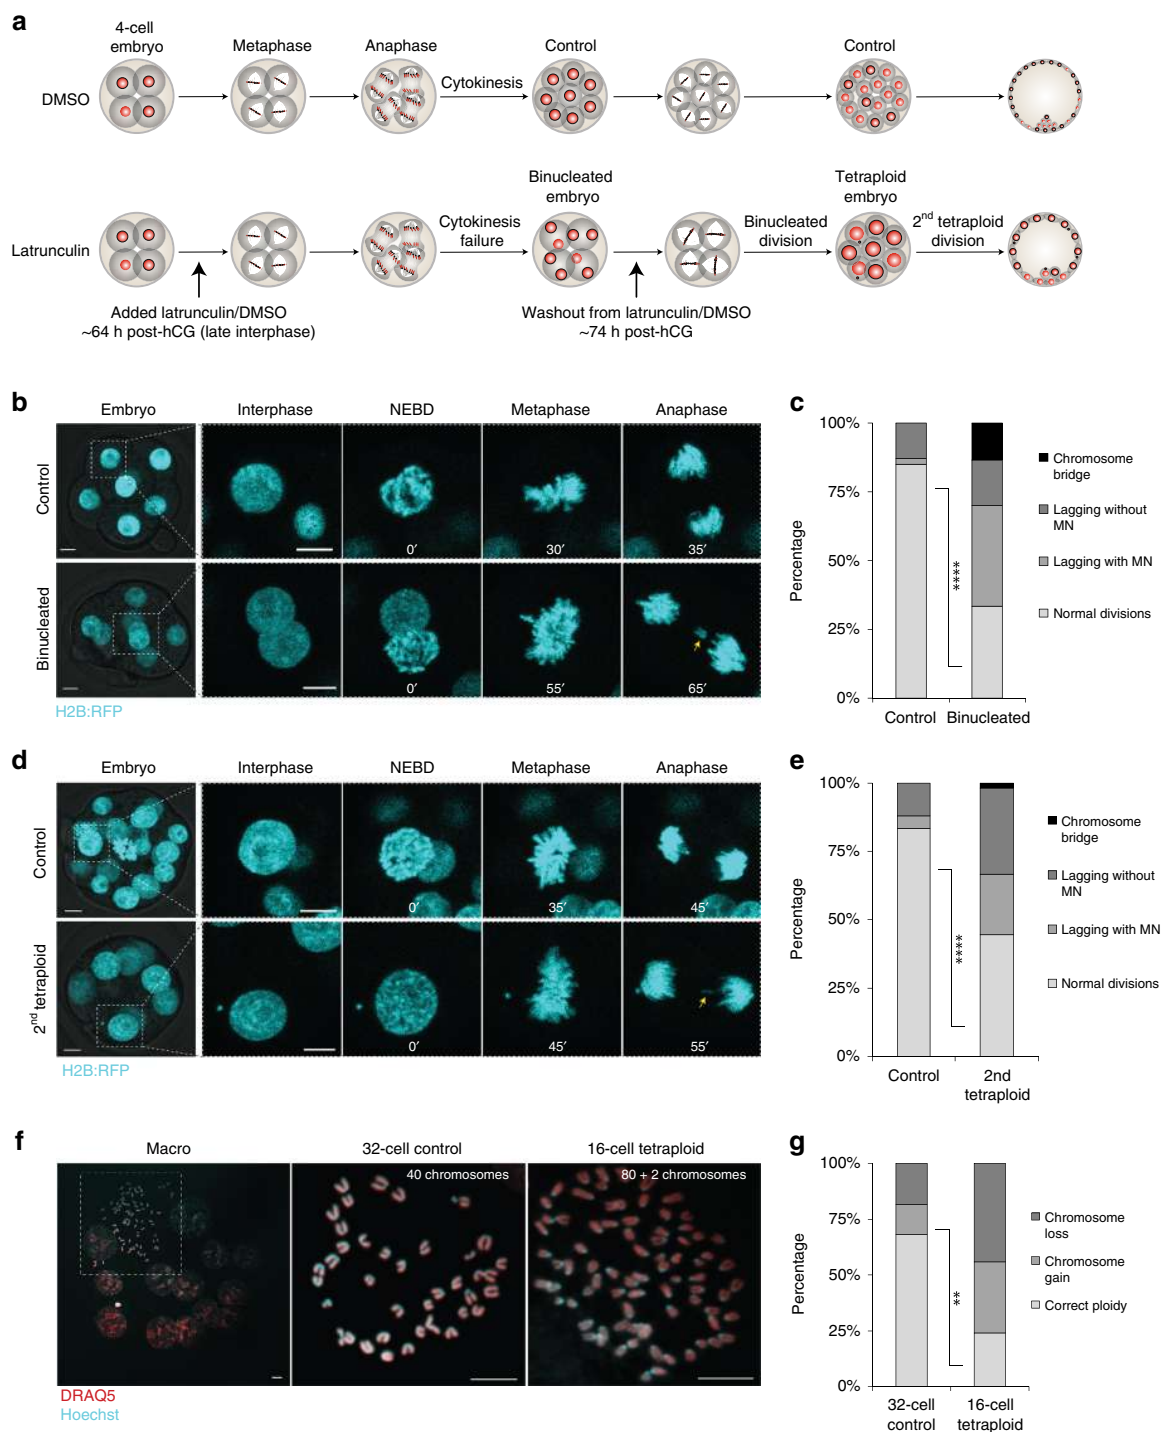 a
4-cell
embryo
Metaphase
Anaphase
Control
Control
DMSO
Cytokinesis
Binucleated
embryo
Tetraploid
embryo
Latrunculin
Cytokinesis
failure
Binucleated
division
2nd tetraploid
division
Added latrunculin/DMSO
~64 h post-hCG (late interphase)
Washout from latrunculin/DMSO
~74 h post-hCG
b
Embryo
Interphase
NEBD
Metaphase
Anaphase
Control
0′
30′
35′
Binucleated
0′
55′
65′
H2B:RFP
c
100%
75%
50%
25%
0%
Percentage
****
Control
Binucleated
Chromosome
bridge
Lagging without
MN
Lagging with MN
Normal divisions
d
Embryo
Interphase
NEBD
Metaphase
Anaphase
Control
0′
35′
45′
2nd tetraploid
0′
45′
55′
H2B:RFP
e
100%
75%
50%
25%
0%
Percentage
****
Control
2nd
tetraploid
Chromosome
bridge
Lagging without
MN
Lagging with MN
Normal divisions
f
Macro
32-cell control
16-cell tetraploid
40 chromosomes
80 + 2 chromosomes
DRAQ5
Hoechst
g
100%
75%
50%
25%
0%
Percentage
**
32-cell
control
16-cell
tetraploid
Chromosome
loss
Chromosome
gain
Correct ploidy